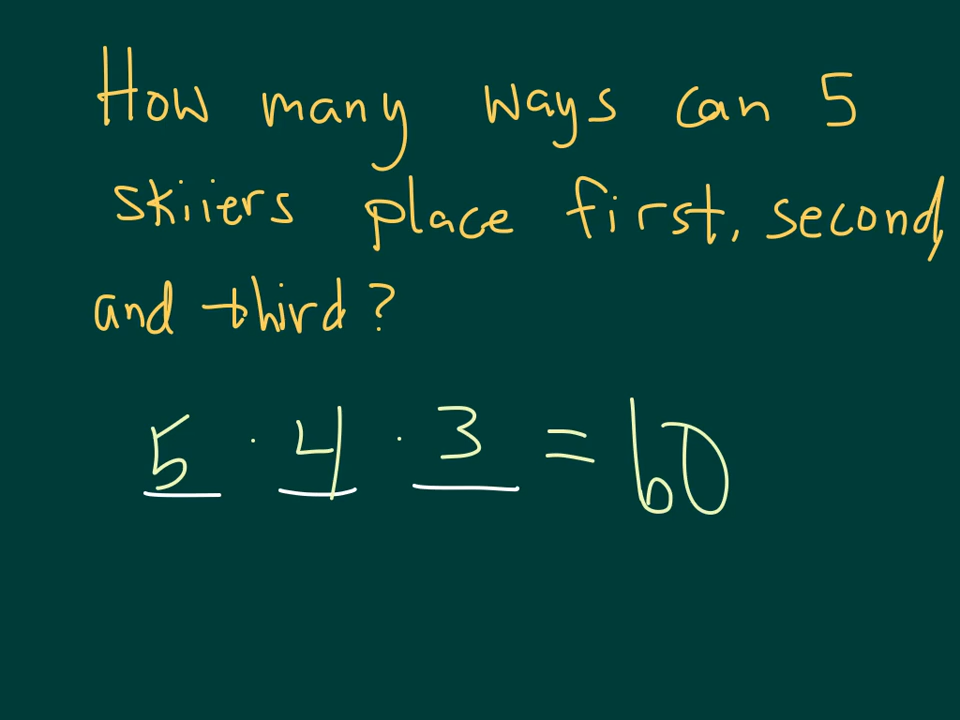 How many ways can 5
skiiers place first, second,
and third?
5 · 4 · 3 = 60